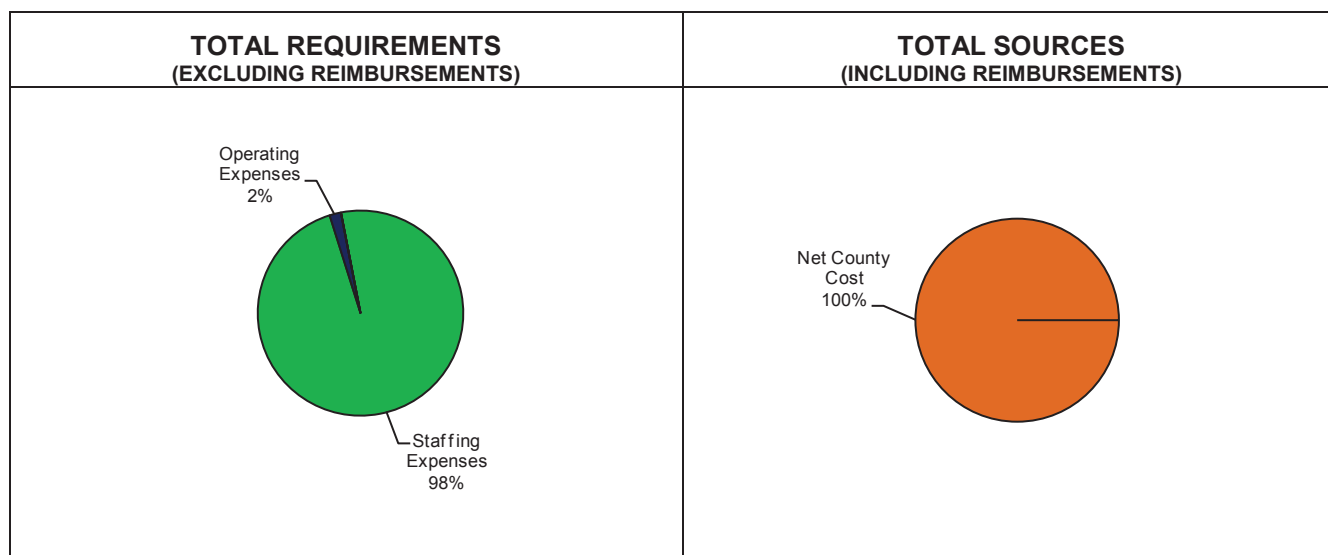 TOTAL REQUIREMENTS
(EXCLUDING REIMBURSEMENTS)
TOTAL SOURCES
(INCLUDING REIMBURSEMENTS)
Operating
Expenses
2%
Staffing
Expenses
98%
Net County
Cost
100%